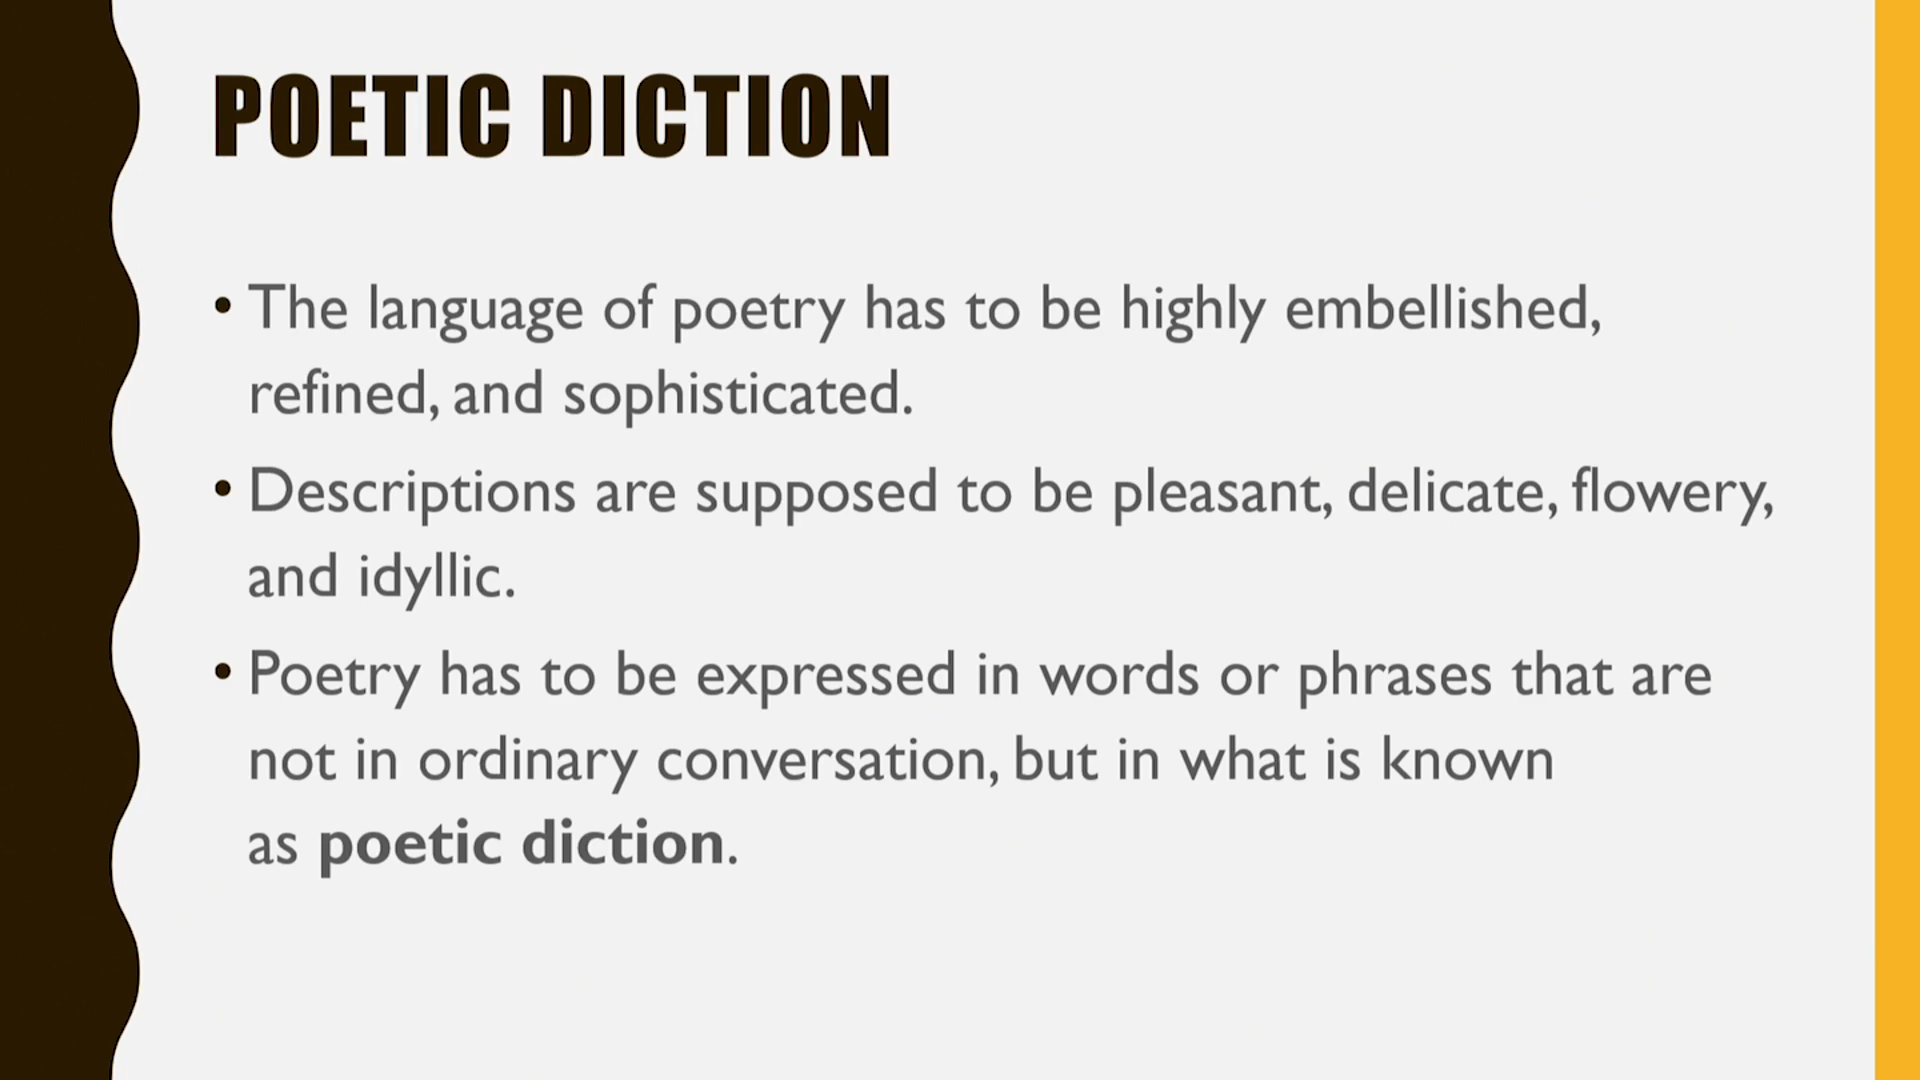 POETIC DICTION
• The language of poetry has to be highly embellished,
refined, and sophisticated.
• Descriptions are supposed to be pleasant, delicate, flowery,
and idyllic.
• Poetry has to be expressed in words or phrases that are
not in ordinary conversation, but in what is known
as poetic diction.